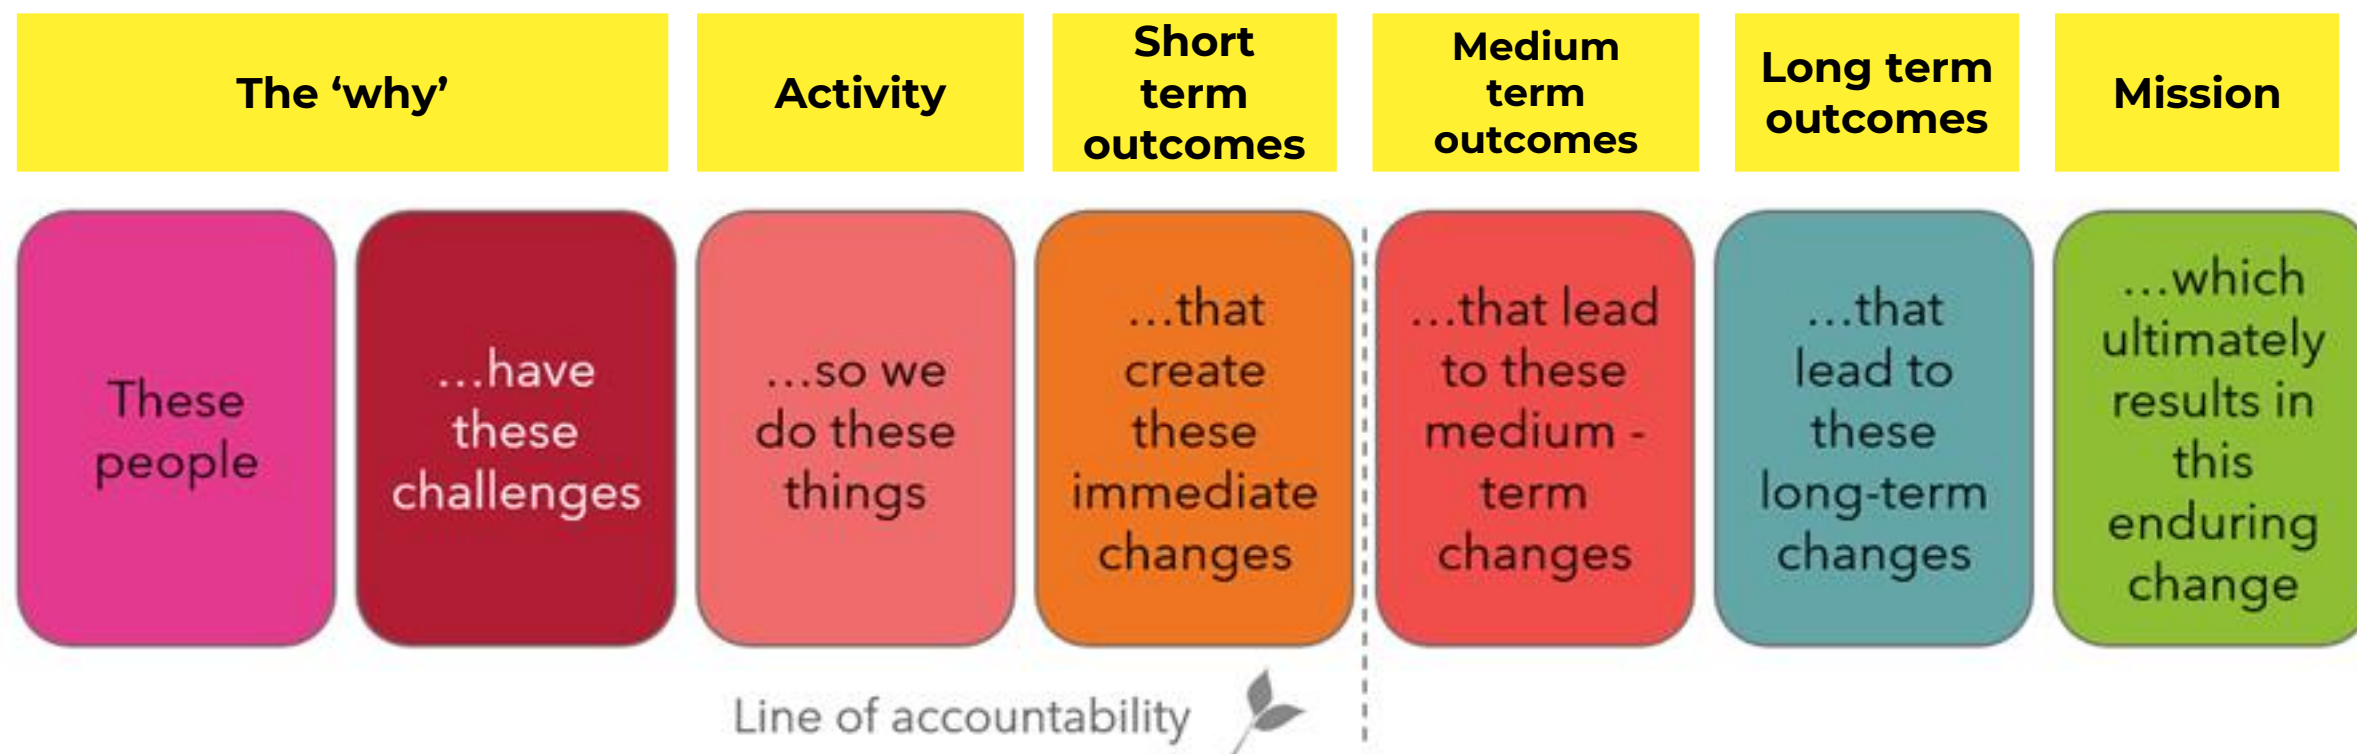 The ‘why’
Activity
Short
term
outcomes
Medium
term
outcomes
Long term
outcomes
Mission
These
people
...have
these
challenges
...so we
do these
things
...that
create
these
immediate
changes
...that lead
to these
medium -
term
changes
...that
lead to
these
long-term
changes
...which
ultimately
results in
this
enduring
change
Line of accountability